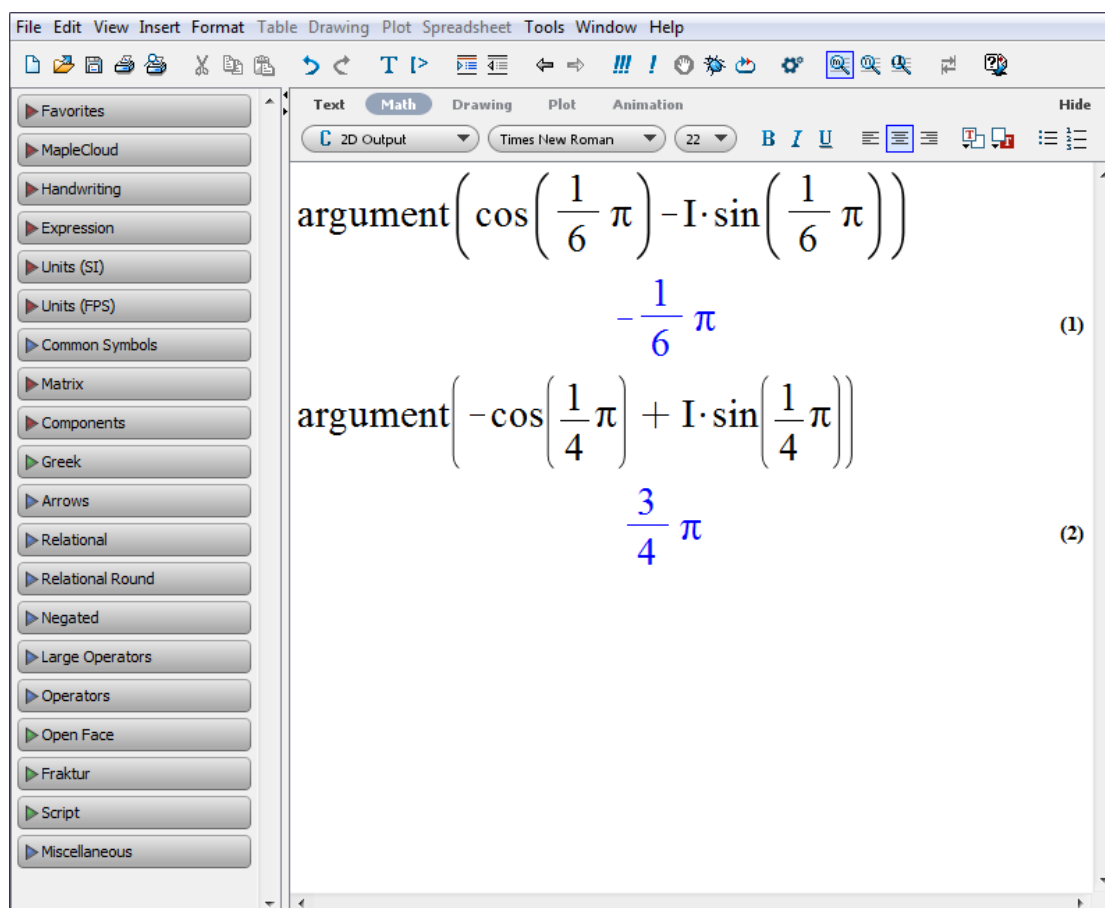 File Edit View Insert Format Table Drawing Plot Spreadsheet Tools Window Help
Text Math Drawing Plot Animation Hide
C 2D Output Times New Roman 22 B I U
Favorites
MapleCloud
Handwriting
Expression
Units (SI)
Units (FPS)
Common Symbols
Matrix
Components
Greek
Arrows
Relational
Relational Round
Negated
Large Operators
Operators
Open Face
Fraktur
Script
Miscellaneous
argument(cos(1/6 π)-I·sin(1/6 π))
-1/6 π (1)
argument(-cos(1/4 π) + I·sin(1/4 π))
3/4 π (2)